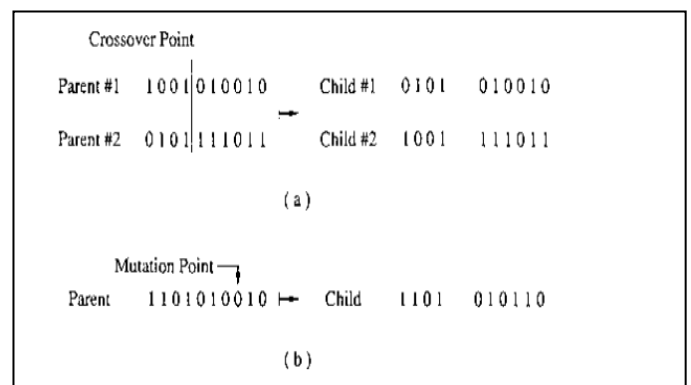 Crossover Point
Parent #1 1001 010010 Child #1 0101 010010
Parent #2 0101 111011 Child #2 1001 111011
(a)
Mutation Point
Parent 1101010010 Child 1101 010110
(b)